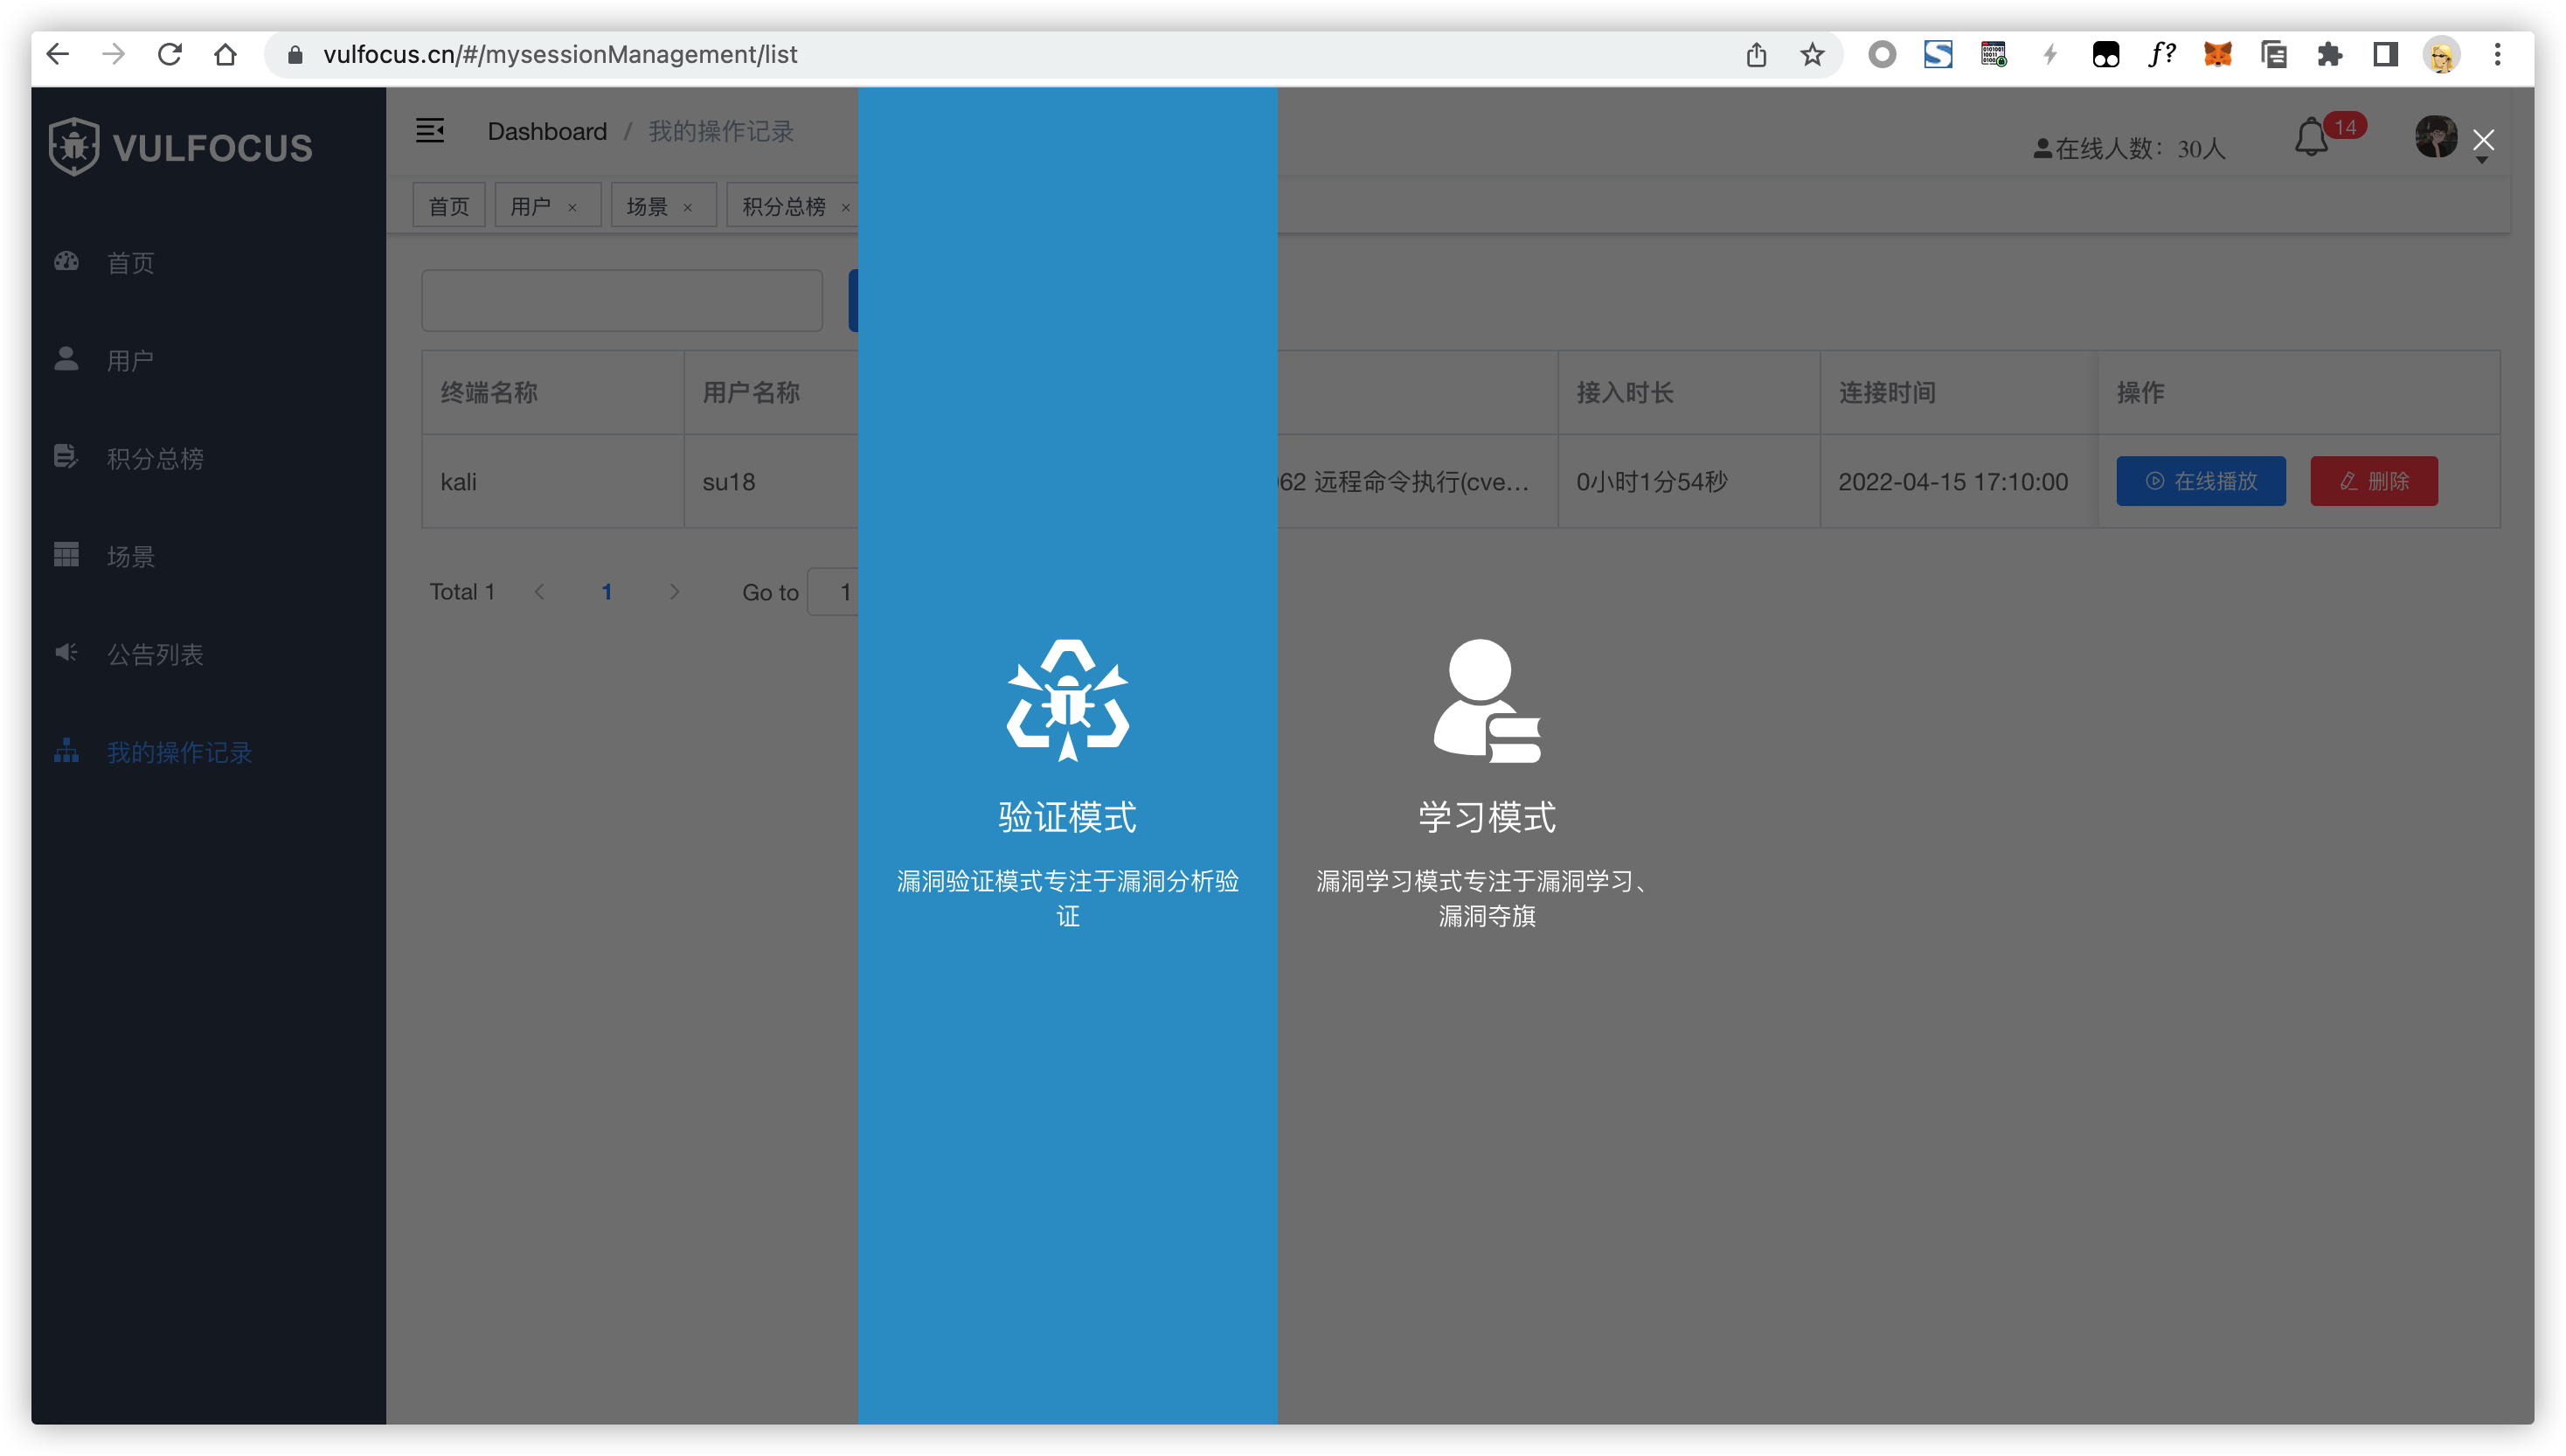 vulfocus.cn/#/mysessionManagement/list
VULFOCUS
Dashboard / 我的操作记录
在线人数：30人
14
首页
用户 ×
场景 ×
积分总榜 ×
首页
用户
积分总榜
场景
公告列表
我的操作记录
终端名称 用户名称 接入时长 连接时间 操作
kali su18 62 远程命令执行(cve... 0小时1分54秒 2022-04-15 17:10:00 在线播放 删除
Total 1 1 Go to 1
验证模式
漏洞验证模式专注于漏洞分析验
证
学习模式
漏洞学习模式专注于漏洞学习、
漏洞夺旗